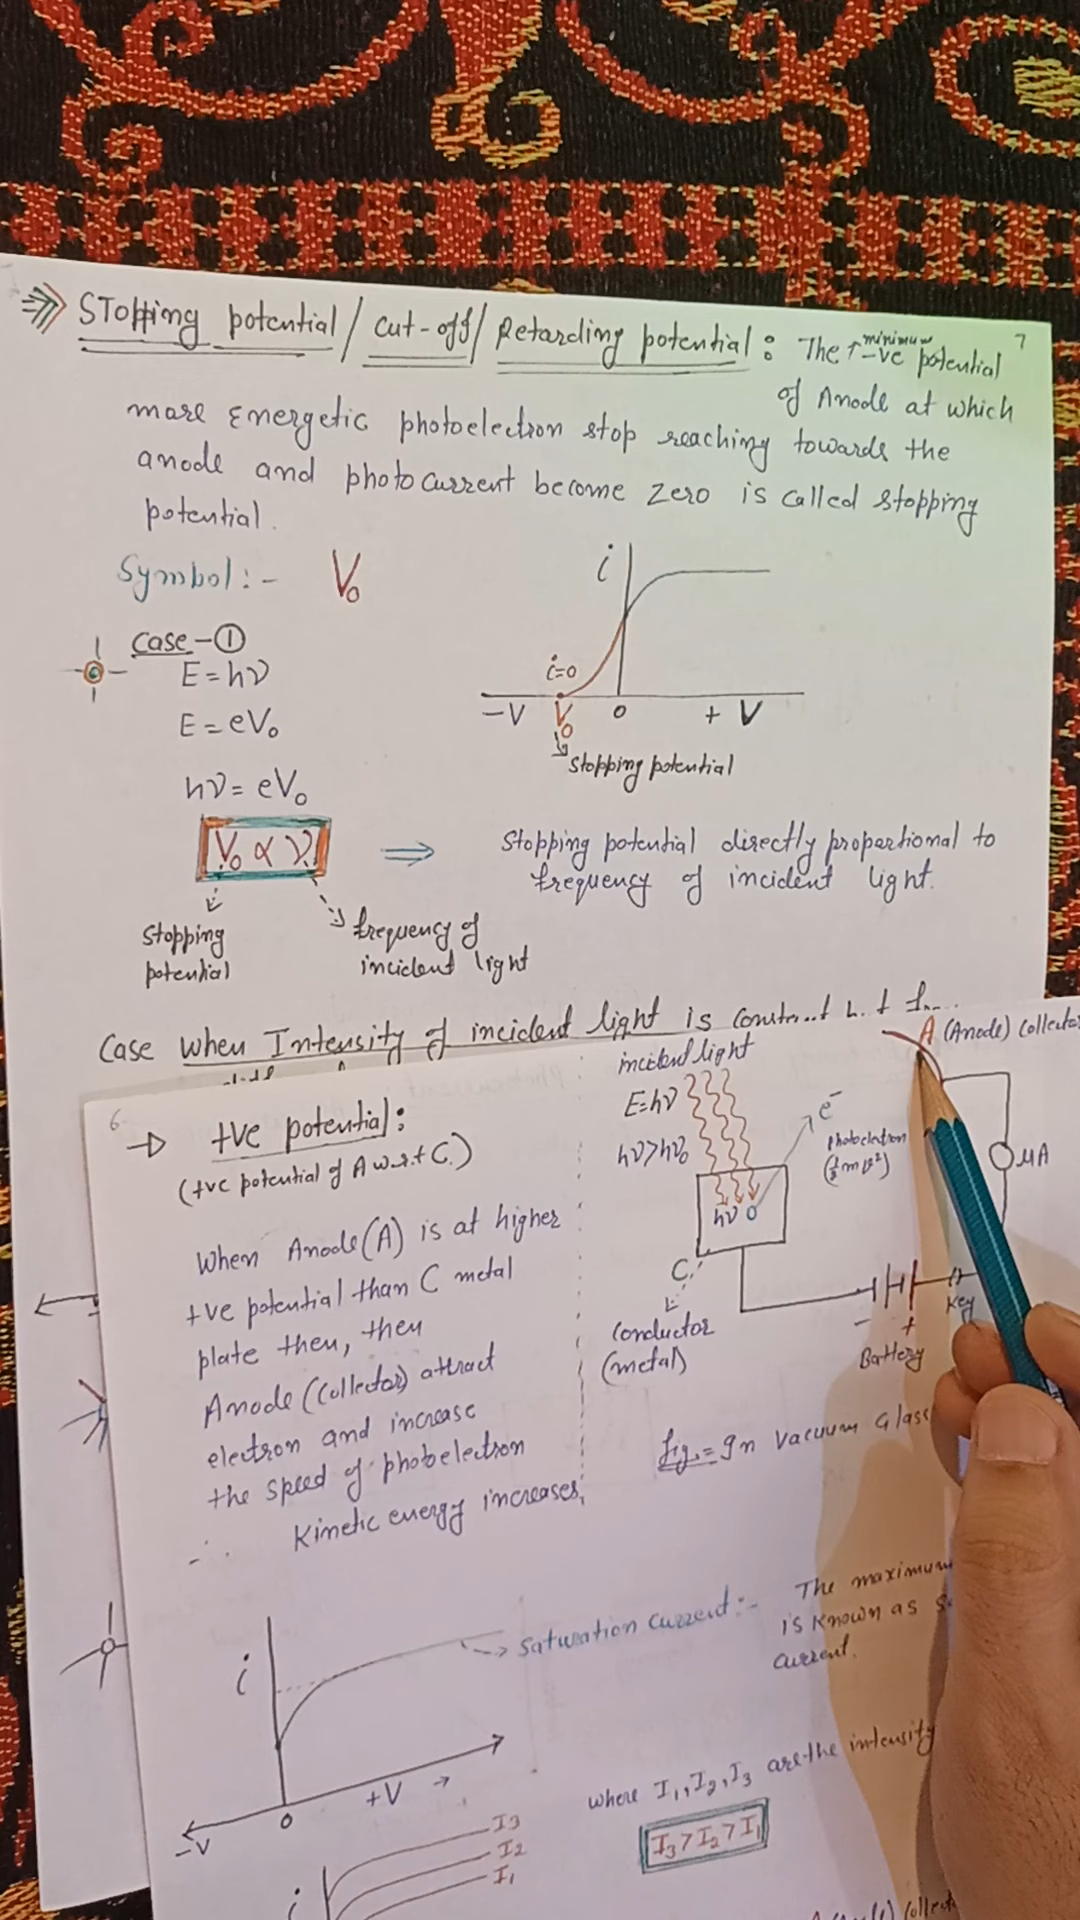 7
Stopping potential / cut-off / Retarding potential : The minimum -ve potential
of Anode at which
more Energetic photoelectron stop reaching towards the
anode and photocurrent become zero is called stopping
potential.
Symbol :- V₀
i
Case-①
E = hν
E = eV₀
hν = eV₀
i=0
-V V₀ 0 + V
stopping potential
V₀ ∝ ν ⇒ Stopping potential directly proportional to
frequency of incident light.
stopping
potential
frequency of
incident light
Case when Intensity of incident light is constant
6
→ +ve potential :
(+ve potential of A w.r.t C.)
When Anode (A) is at higher
+ve potential than C metal
plate then, then
Anode (Collector) attract
electron and increase
the speed of photoelectron
∴ Kinetic energy increases,
incident light
E=hν
hν>hν₀
e⁻
photoelectron
(½mv²)
A (Anode) Collecto
μA
hν
C
Conductor
(metal)
- +
Battery
Key
fig. = In Vacuum Glass
i
Saturation Current :- The maximum
is known as
current.
-V 0 +V →
where I₁, I₂, I₃ are the intensity
I₃ > I₂ > I₁
I₃
I₂
I₁
i